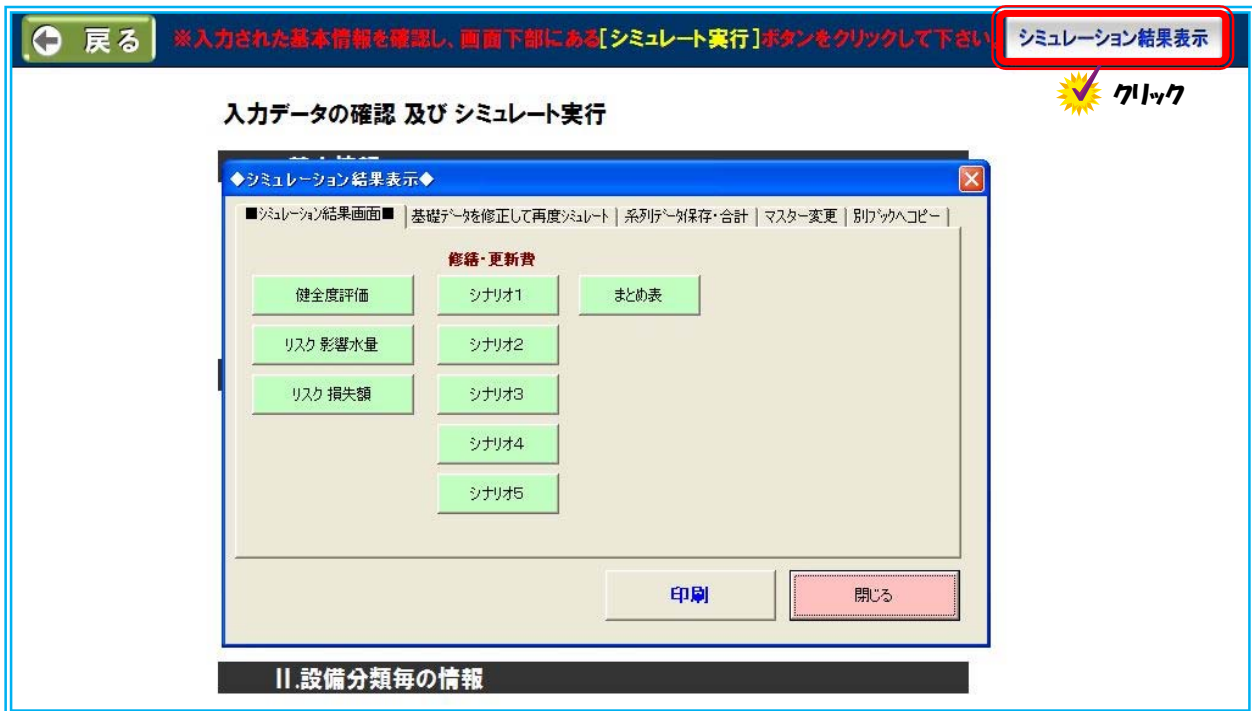 戻る
※入力された基本情報を確認し、画面下部にある[シミュレート実行]ボタンをクリックして下さい
シミュレーション結果表示
クリック
入力データの確認 及び シミュレート実行
◆シミュレーション結果表示◆
■シミュレーション結果画面■ 基礎データを修正して再度シミュレート 系列データ保存・合計 マスター変更 別ブックへコピー
修繕・更新費
健全度評価 シナリオ1 まとめ表
リスク 影響水量 シナリオ2
リスク 損失額 シナリオ3
シナリオ4
シナリオ5
印刷 閉じる
II.設備分類毎の情報